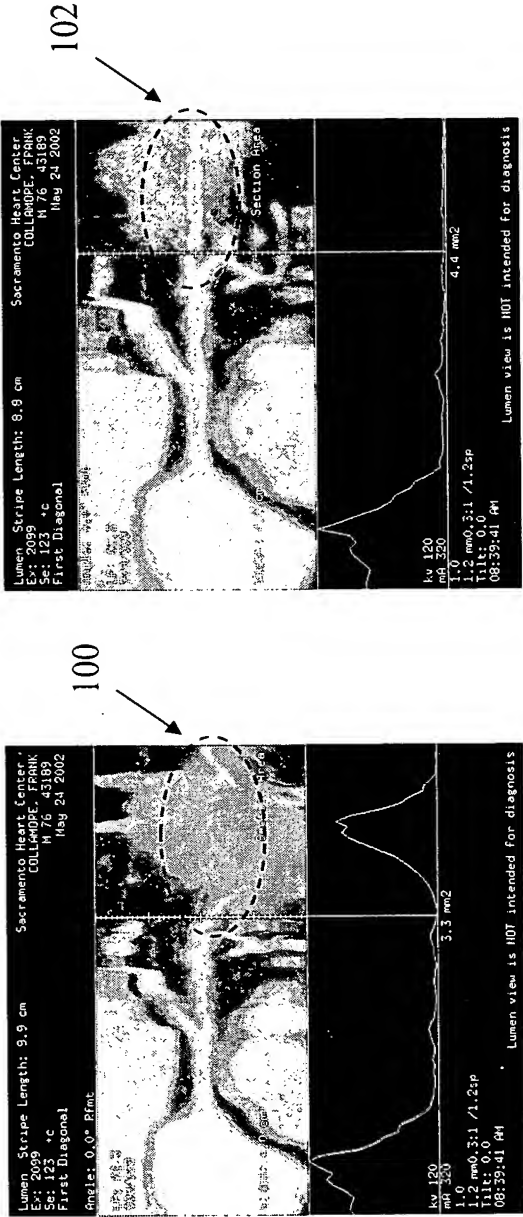 Lumen Stripe Length: 9.9 cm
Ex: 2099
Se: 123 +c
First Diagonal
Sacramento Heart Center
COLLAMORE, FRANK
M 76 43189
May 24 2002
Angle: 0.0° Rfmt
3.3 mm2
kv 120
mA 320
1.0
1.2 mm0.3:1 /1.2sp
Tilt: 0.0
08:39:41 AM
Lumen view is NOT intended for diagnosis
100
Lumen Stripe Length: 8.9 cm
Ex: 2099
Se: 123 +c
First Diagonal
Sacramento Heart Center
COLLAMORE, FRANK
M 76 43189
May 24 2002
Section Area
4.4 mm2
kv 120
mA 320
1.0
1.2 mm0.3:1 /1.2sp
Tilt: 0.0
08:39:41 AM
Lumen view is NOT intended for diagnosis
102